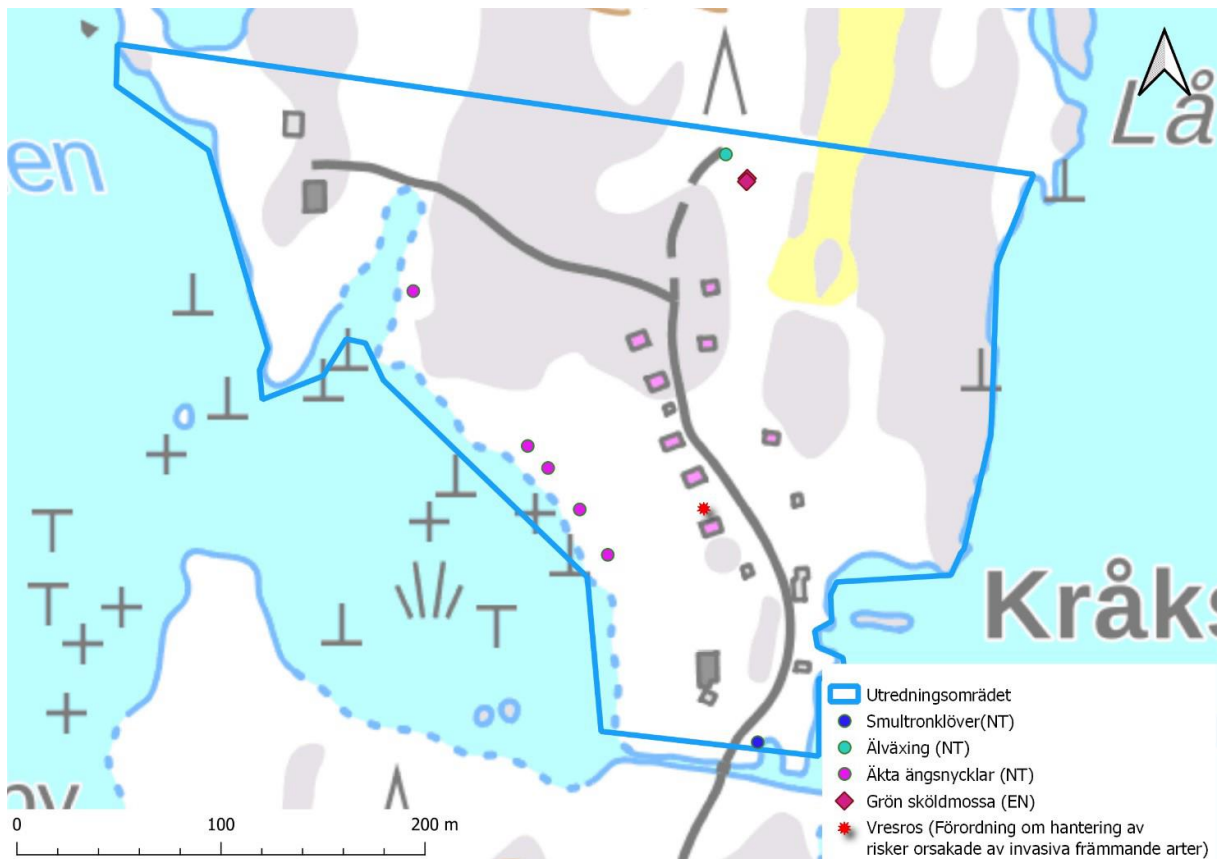 en
Lå
Kråks
by
Utredningsområdet
Smultronklöver(NT)
Älväxing (NT)
Äkta ängsnycklar (NT)
Grön sköldmossa (EN)
Vresros (Förordning om hantering av
risker orsakade av invasiva främmande arter)
0 100 200 m